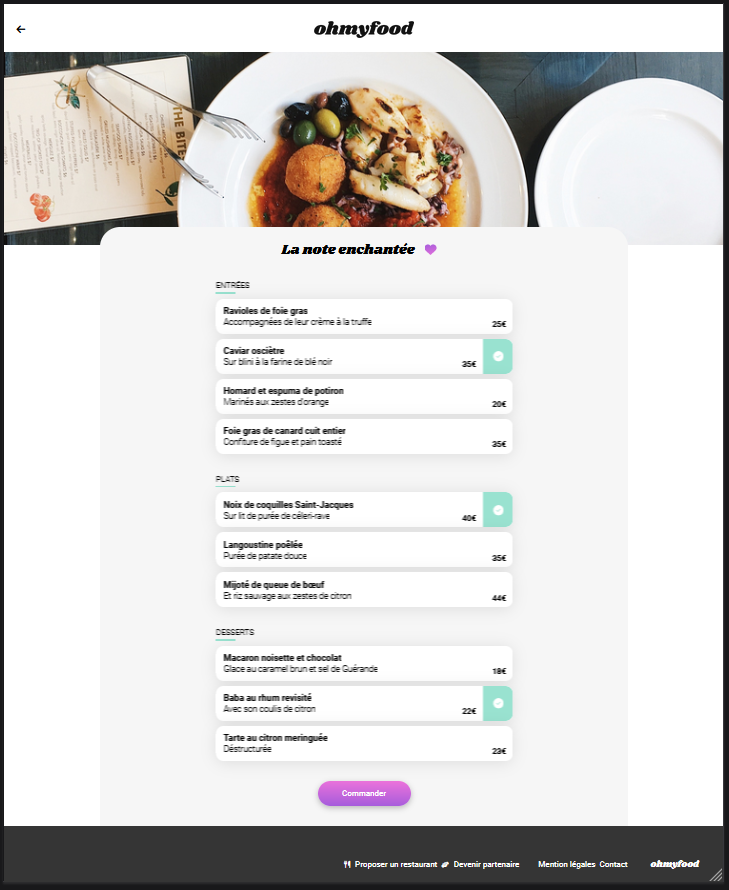 ohmyfood
THE BITE
La note enchantée
ENTRÉES
Ravioles de foie gras
Accompagnées de leur crème à la truffe
25€
Caviar osciètre
Sur blini à la farine de blé noir
35€
Homard et espuma de potiron
Marinés aux zestes d'orange
20€
Foie gras de canard cuit entier
Confiture de figue et pain toasté
35€
PLATS
Noix de coquilles Saint-Jacques
Sur lit de purée de céleri-rave
40€
Langoustine poêlée
Purée de patate douce
35€
Mijoté de queue de bœuf
Et riz sauvage aux zestes de citron
44€
DESSERTS
Macaron noisette et chocolat
Glace au caramel brun et sel de Guérande
18€
Baba au rhum revisité
Avec son coulis de citron
22€
Tarte au citron meringuée
Déstructurée
23€
Commander
Proposer un restaurant Devenir partenaire Mention légales Contact ohmyfood